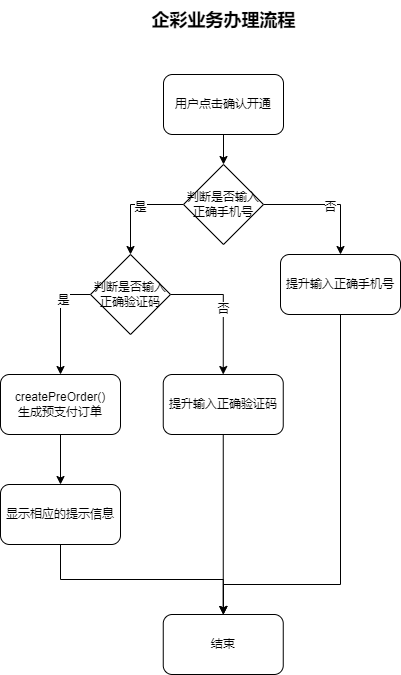 企彩业务办理流程
用户点击确认开通
判断是否输入
正确手机号
是
否
判断是否输入
正确验证码
提升输入正确手机号
是
否
createPreOrder()
生成预支付订单
提升输入正确验证码
显示相应的提示信息
结束